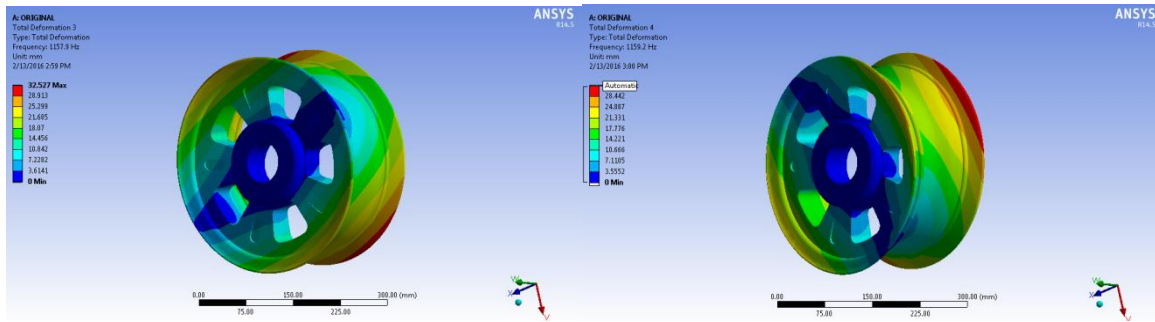 A: ORIGINAL
Total Deformation 3
Type: Total Deformation
Frequency: 1157.9 Hz
Unit: mm
2/13/2016 2:59 PM
32.527 Max
28.913
25.299
21.685
18.07
14.456
10.842
7.2282
3.6141
0 Min
ANSYS
R14.5
0.00 150.00 300.00 (mm)
75.00 225.00
X
Y
A: ORIGINAL
Total Deformation 4
Type: Total Deformation
Frequency: 1159.2 Hz
Unit: mm
2/13/2016 3:00 PM
Automatic
28.442
24.887
21.331
17.776
14.221
10.666
7.1105
3.5552
0 Min
ANSYS
R14.5
0.00 150.00 300.00 (mm)
75.00 225.00
X
Y